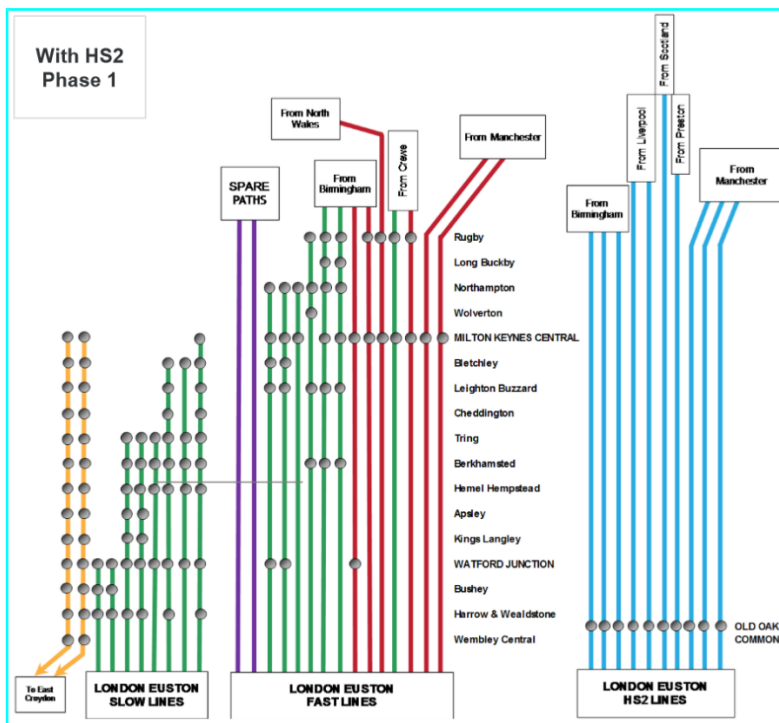 With HS2
Phase 1
From North
Wales
From Manchester
From
Birmingham
From Crewe
SPARE
PATHS
From Liverpool
From Scotland
From Preston
From
Manchester
From
Birmingham
Rugby
Long Buckby
Northampton
Wolverton
MILTON KEYNES CENTRAL
Bletchley
Leighton Buzzard
Cheddington
Tring
Berkhamsted
Hemel Hempstead
Apsley
Kings Langley
WATFORD JUNCTION
Bushey
Harrow & Wealdstone
Wembley Central
OLD OAK
COMMON
To East
Croydon
LONDON EUSTON
SLOW LINES
LONDON EUSTON
FAST LINES
LONDON EUSTON
HS2 LINES